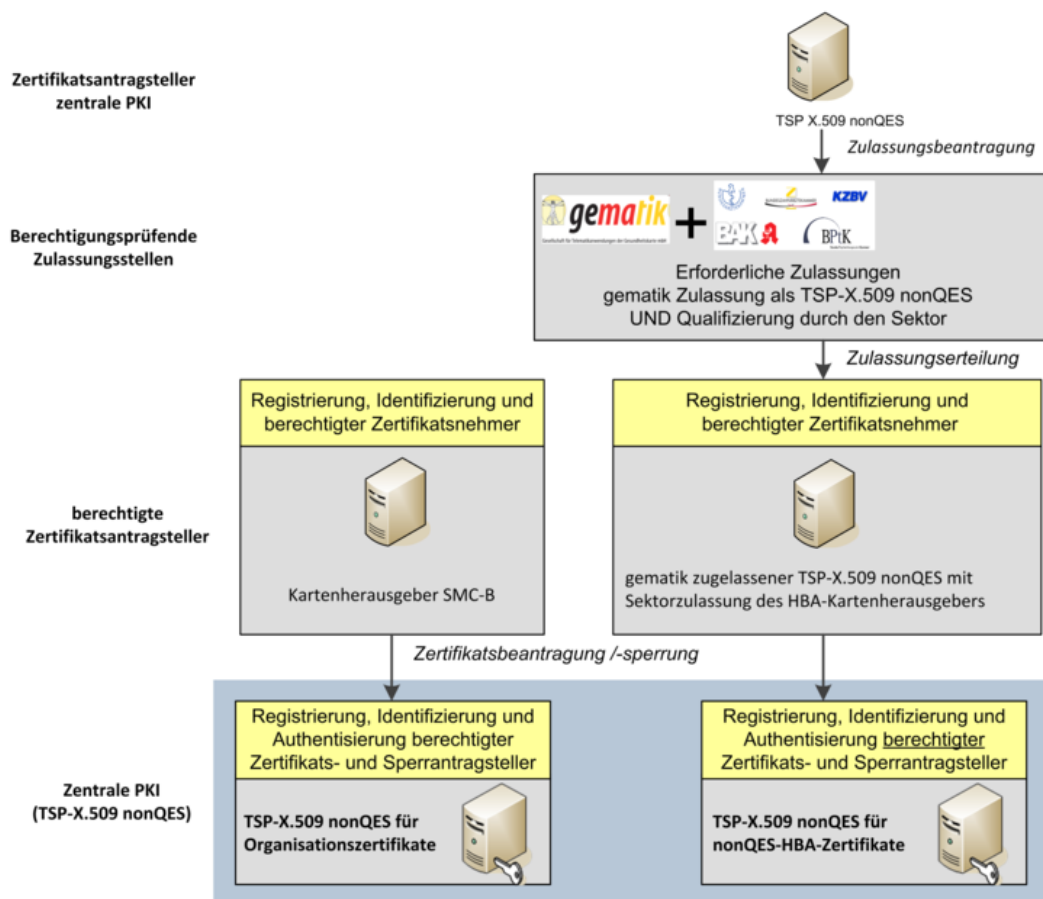 Zertifikatsantragsteller
zentrale PKI
TSP X.509 nonQES
Zulassungsbeantragung
Berechtigungsprüfende
Zulassungsstellen
gematik
+
KZBV
BAK
BPtK
Erforderliche Zulassungen
gematik Zulassung als TSP-X.509 nonQES
UND Qualifizierung durch den Sektor
Zulassungserteilung
berechtigte
Zertifikatsantragsteller
Registrierung, Identifizierung und
berechtigter Zertifikatsnehmer
Kartenherausgeber SMC-B
Registrierung, Identifizierung und
berechtigter Zertifikatsnehmer
gematik zugelassener TSP-X.509 nonQES mit
Sektorzulassung des HBA-Kartenherausgebers
Zertifikatsbeantragung /-sperrung
Zentrale PKI
(TSP-X.509 nonQES)
Registrierung, Identifizierung und
Authentisierung berechtigter
Zertifikats- und Sperrantragsteller
TSP-X.509 nonQES für
Organisationszertifikate
Registrierung, Identifizierung und
Authentisierung berechtigter
Zertifikats- und Sperrantragsteller
TSP-X.509 nonQES für
nonQES-HBA-Zertifikate